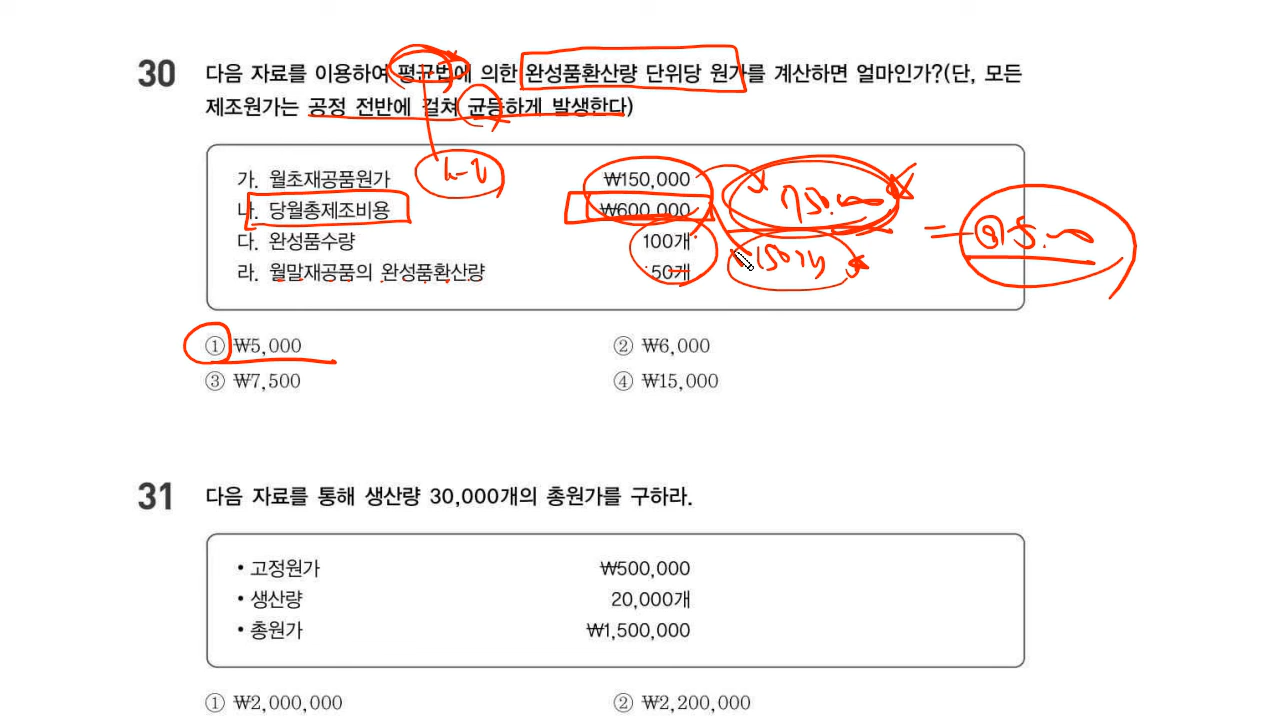 30 다음 자료를 이용하여 평균법에 의한 완성품환산량 단위당 원가를 계산하면 얼마인가?(단, 모든
제조원가는 공정 전반에 걸쳐 균등하게 발생한다)
가. 월초재공품원가 ₩150,000
나. 당월총제조비용 ₩600,000
다. 완성품수량 100개
라. 월말재공품의 완성품환산량 50개
750,000
150개
= @5,000
① ₩5,000 ② ₩6,000
③ ₩7,500 ④ ₩15,000
31 다음 자료를 통해 생산량 30,000개의 총원가를 구하라.
• 고정원가 ₩500,000
• 생산량 20,000개
• 총원가 ₩1,500,000
① ₩2,000,000 ② ₩2,200,000